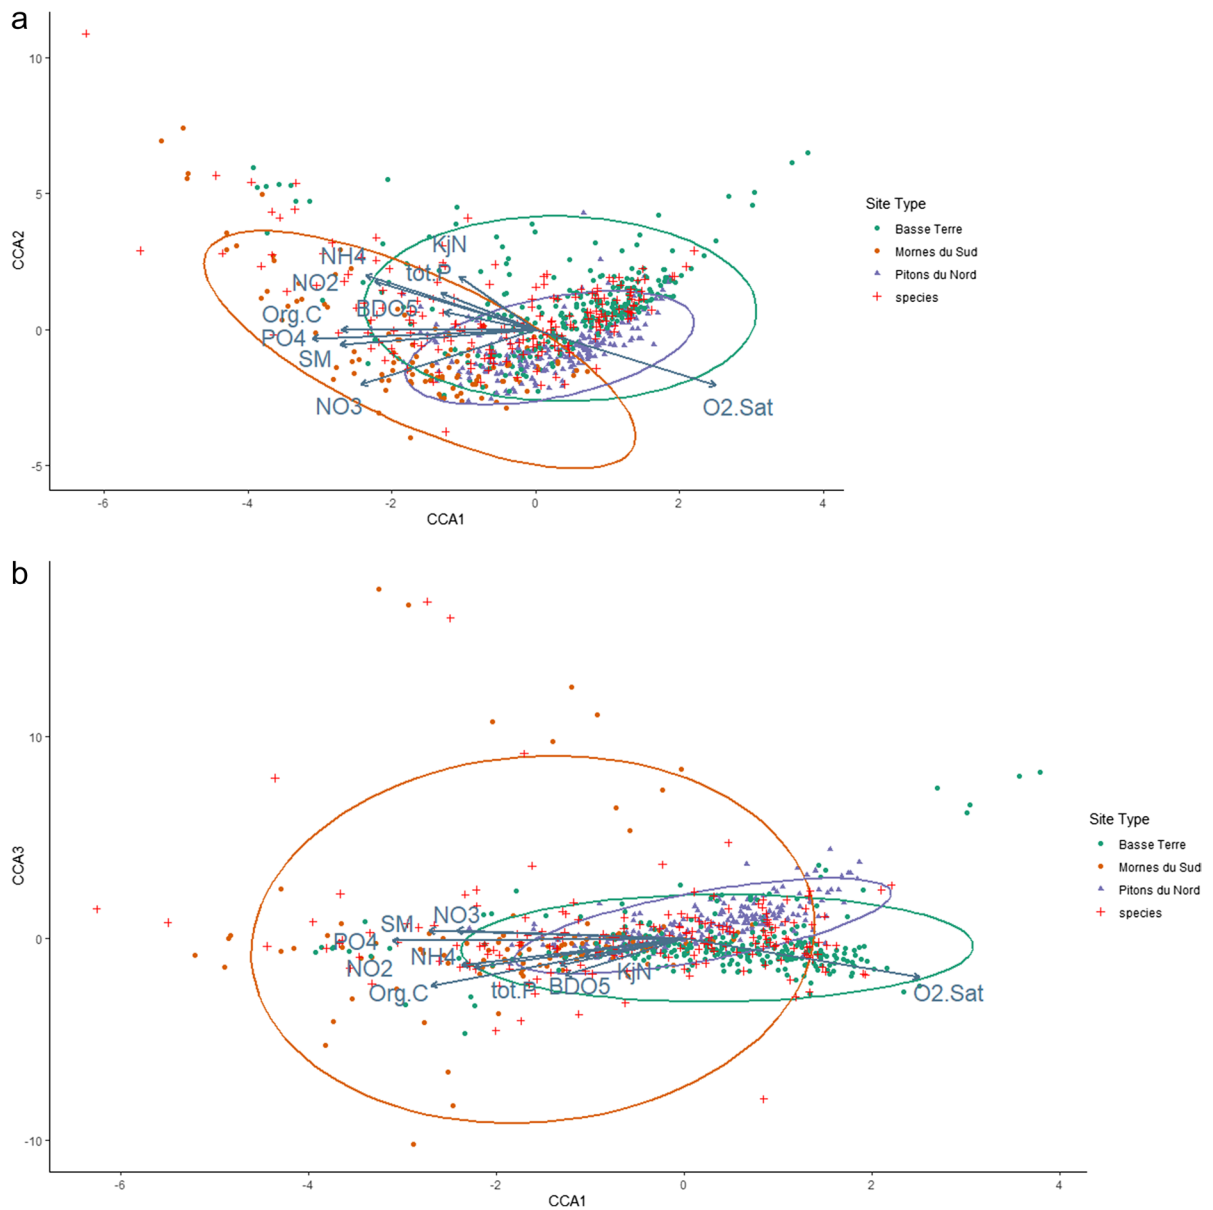 a
10
5
0
-5
CCA2
-6
-4
-2
0
2
4
CCA1
KjN
NH4
tot.P
NO2
BDO5
Org.C
PO4
SM
NO3
O2.Sat
Site Type
Basse Terre
Mornes du Sud
Pitons du Nord
species
b
10
0
-10
CCA3
-6
-4
-2
0
2
4
CCA1
NO3
SM
PO4
NH4
NO2
KjN
BDO5
tot.P
Org.C
O2.Sat
Site Type
Basse Terre
Mornes du Sud
Pitons du Nord
species